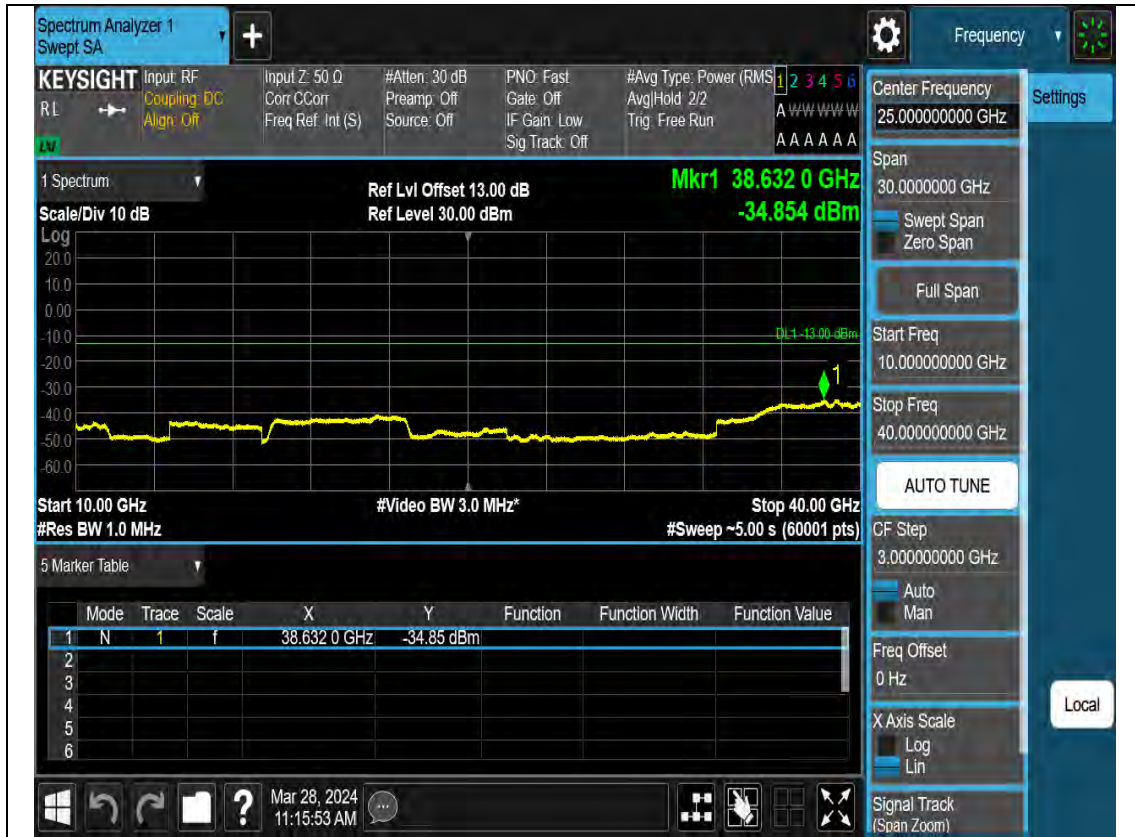 Spectrum Analyzer 1
Swept SA
+
Frequency
KEYSIGHT
RL
Input: RF
Coupling: DC
Align: Off
Input Z: 50 Ω
Corr CCorr
Freq Ref: Int (S)
#Atten: 30 dB
Preamp: Off
Source: Off
PNO: Fast
Gate: Off
IF Gain: Low
Sig Track: Off
#Avg Type: Power (RMS
Avg|Hold: 2/2
Trig: Free Run
1 2 3 4 5 6
A W W W W W
A A A A A A
1 Spectrum
Scale/Div 10 dB
Ref Lvl Offset 13.00 dB
Ref Level 30.00 dBm
Mkr1 38.632 0 GHz
-34.854 dBm
Log
20.0
10.0
0.00
-10.0
-20.0
-30.0
-40.0
-50.0
-60.0
DL1 -13.00 dBm
1
Start 10.00 GHz
#Res BW 1.0 MHz
#Video BW 3.0 MHz*
Stop 40.00 GHz
#Sweep ~5.00 s (60001 pts)
5 Marker Table
Mode Trace Scale X Y Function Function Width Function Value
1 N 1 f 38.632 0 GHz -34.85 dBm
2
3
4
5
6
Mar 28, 2024
11:15:53 AM
Center Frequency
25.000000000 GHz
Settings
Span
30.0000000 GHz
Swept Span
Zero Span
Full Span
Start Freq
10.000000000 GHz
Stop Freq
40.000000000 GHz
AUTO TUNE
CF Step
3.000000000 GHz
Auto
Man
Freq Offset
0 Hz
X Axis Scale
Log
Lin
Signal Track
(Span Zoom)
Local